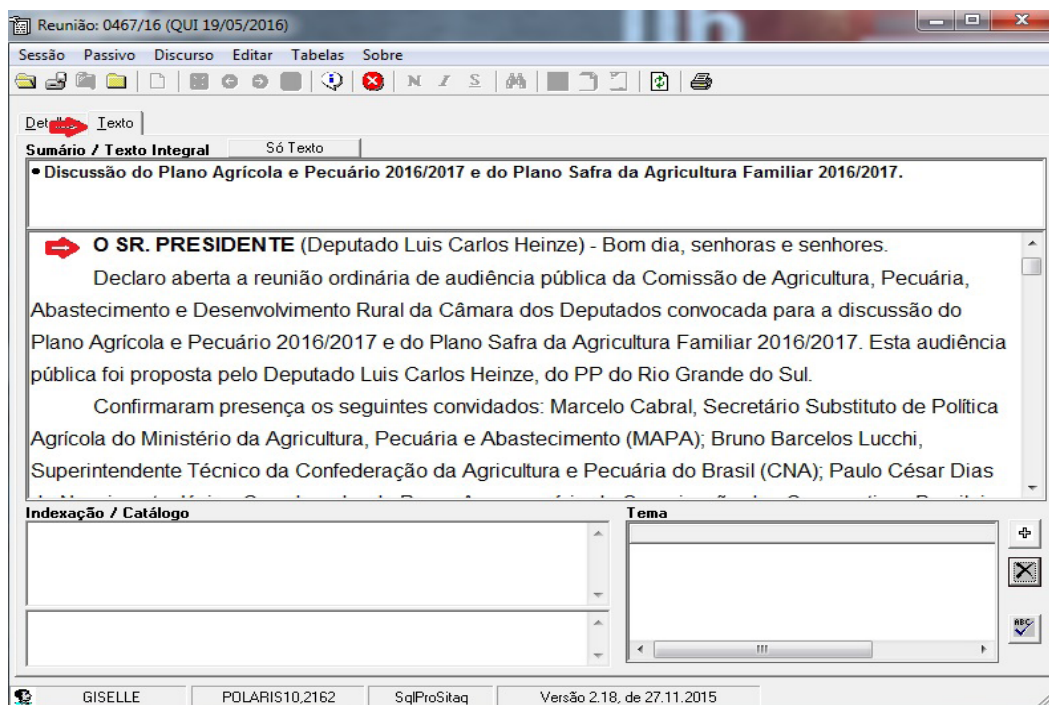 Reunião: 0467/16 (QUI 19/05/2016)
Sessão Passivo Discurso Editar Tabelas Sobre
N I S
Texto
Sumário / Texto Integral Só Texto
• Discussão do Plano Agrícola e Pecuário 2016/2017 e do Plano Safra da Agricultura Familiar 2016/2017.
O SR. PRESIDENTE (Deputado Luis Carlos Heinze) - Bom dia, senhoras e senhores.
Declaro aberta a reunião ordinária de audiência pública da Comissão de Agricultura, Pecuária,
Abastecimento e Desenvolvimento Rural da Câmara dos Deputados convocada para a discussão do
Plano Agrícola e Pecuário 2016/2017 e do Plano Safra da Agricultura Familiar 2016/2017. Esta audiência
pública foi proposta pelo Deputado Luis Carlos Heinze, do PP do Rio Grande do Sul.
Confirmaram presença os seguintes convidados: Marcelo Cabral, Secretário Substituto de Política
Agrícola do Ministério da Agricultura, Pecuária e Abastecimento (MAPA); Bruno Barcelos Lucchi,
Superintendente Técnico da Confederação da Agricultura e Pecuária do Brasil (CNA); Paulo César Dias
Indexação / Catálogo Tema
ABC
GISELLE POLARIS10,2162 SqlProSitaq Versão 2.18, de 27.11.2015